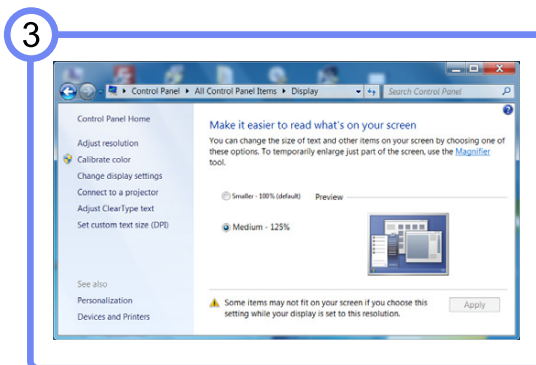 3
Control Panel ▸ All Control Panel Items ▸ Display
Search Control Panel
Control Panel Home
Adjust resolution
Calibrate color
Change display settings
Connect to a projector
Adjust ClearType text
Set custom text size (DPI)
See also
Personalization
Devices and Printers
Make it easier to read what's on your screen
You can change the size of text and other items on your screen by choosing one of
these options. To temporarily enlarge just part of the screen, use the Magnifier
tool.
Smaller - 100% (default) Preview
Medium - 125%
Some items may not fit on your screen if you choose this
setting while your display is set to this resolution.
Apply